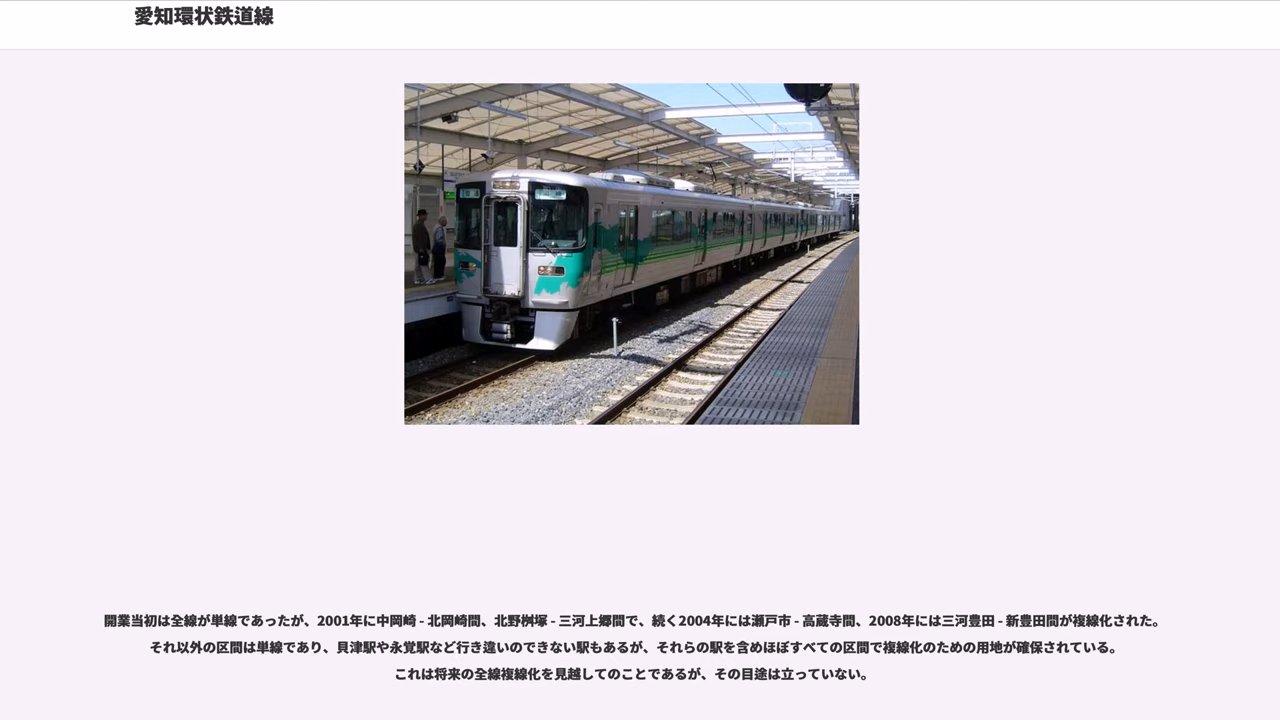 愛知環状鉄道線
開業当初は全線が単線であったが、2001年に中岡崎 - 北岡崎間、北野桝塚 - 三河上郷間で、続く2004年には瀬戸市 - 高蔵寺間、2008年には三河豊田 - 新豊田間が複線化された。
それ以外の区間は単線であり、貝津駅や永覚駅など行き違いのできない駅もあるが、それらの駅を含めほぼすべての区間で複線化のための用地が確保されている。
これは将来の全線複線化を見越してのことであるが、その目途は立っていない。